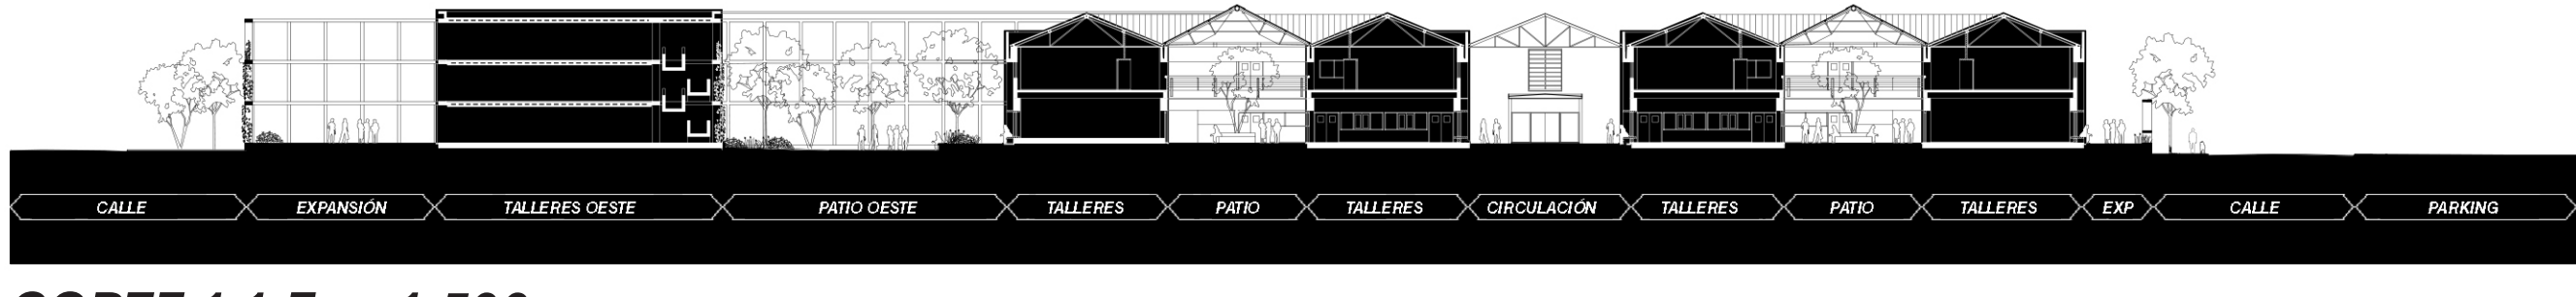 CALLE EXPANSIÓN TALLERES OESTE PATIO OESTE TALLERES PATIO TALLERES CIRCULACIÓN TALLERES PATIO TALLERES EXP CALLE PARKING